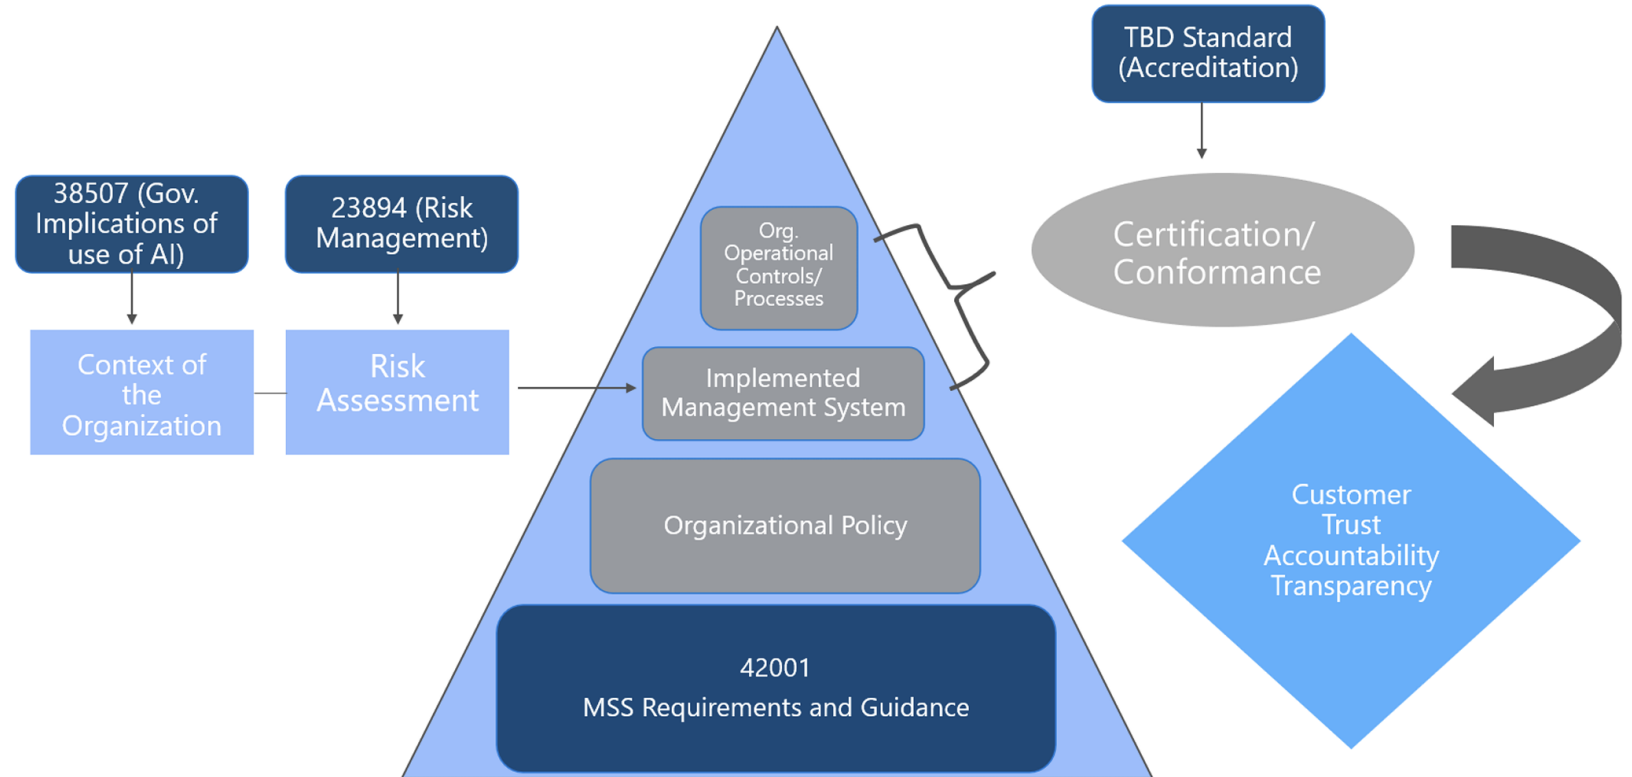 TBD Standard
(Accreditation)
38507 (Gov.
Implications of
use of AI)
23894 (Risk
Management)
Context of
the
Organization
Risk
Assessment
Org.
Operational
Controls/
Processes
Implemented
Management System
Organizational Policy
42001
MSS Requirements and Guidance
Certification/
Conformance
Customer
Trust
Accountability
Transparency